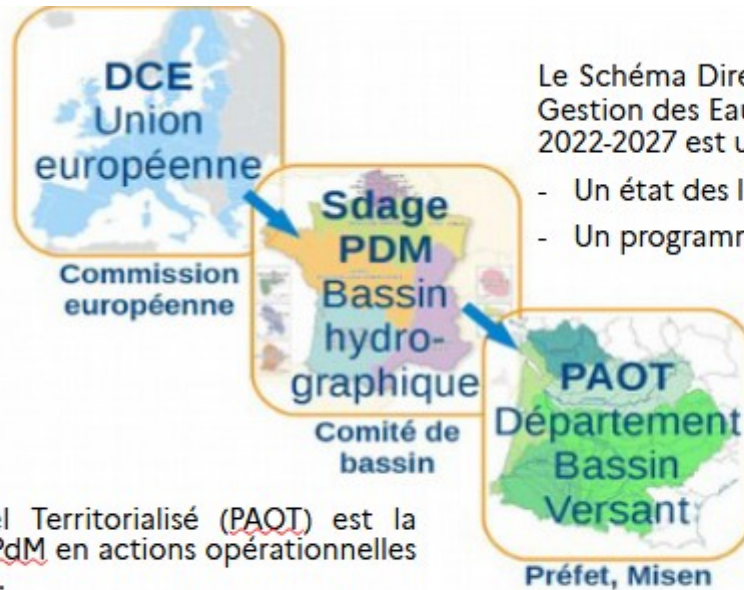 DCE
Union
européenne
Commission
européenne
Le Schéma Dire
Gestion des Eau
2022-2027 est u
- Un état des l
- Un programm
Sdage
PDM
Bassin
hydro-
graphique
Comité de
bassin
PAOT
Département
Bassin
Versant
Préfet, Misen
el Territorialisé (PAOT) est la
PdM en actions opérationnelles